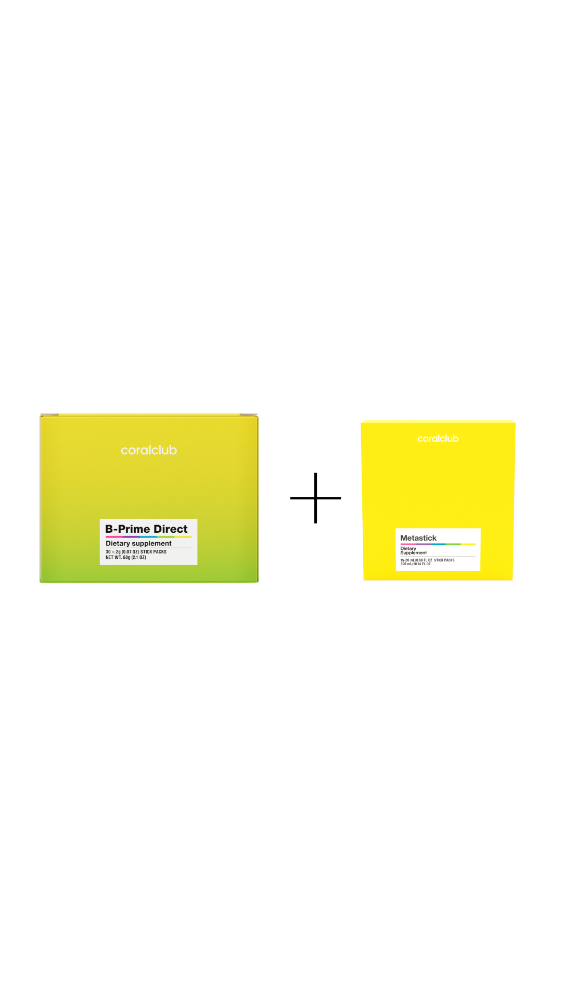 coralclub
B-Prime Direct
Dietary supplement
30 × 2g (0.07 OZ) STICK PACKS
NET WT. 60g (2.1 OZ)
coralclub
Metastick
Dietary
Supplement
15-20 mL/0.68 FL OZ STICK PACKS
300 mL/10.14 FL OZ